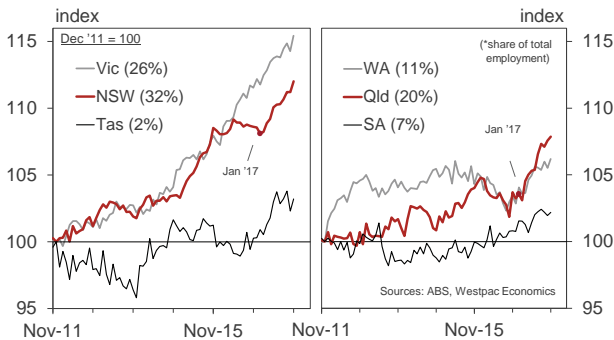 index
index
115
110
105
100
95
Dec '11 = 100
Vic (26%)
NSW (32%)
Tas (2%)
Jan '17
Nov-11
Nov-15
(*share of total
employment)
WA (11%)
Qld (20%)
SA (7%)
Jan '17
Sources: ABS, Westpac Economics
115
110
105
100
95
Nov-11
Nov-15